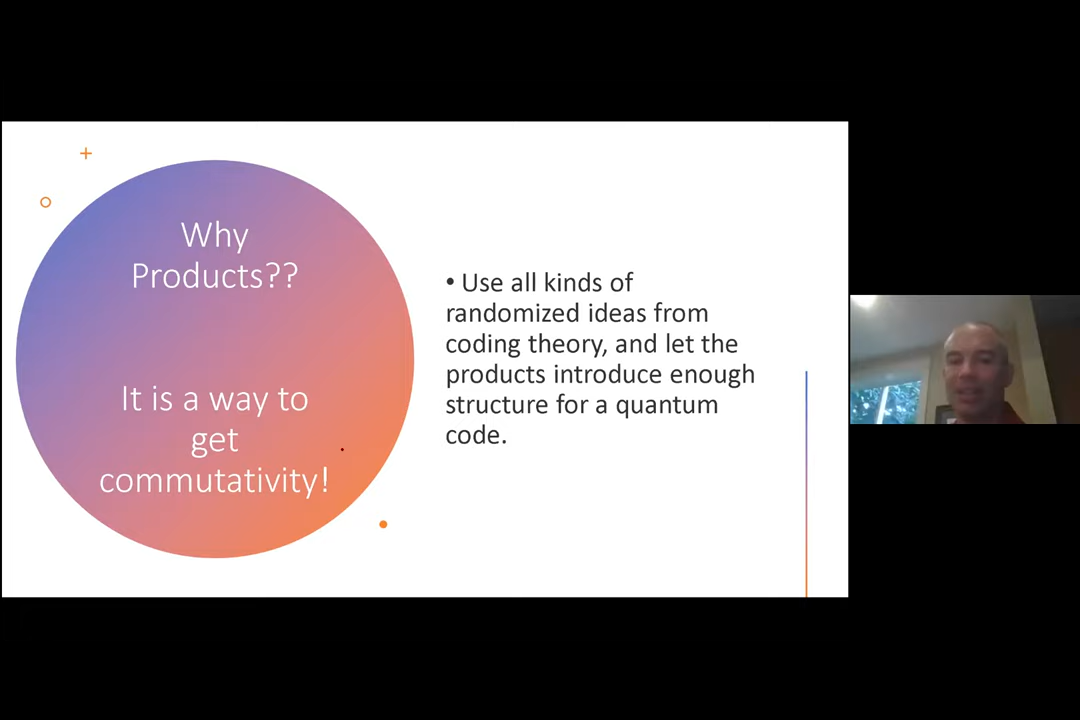 Why
Products??
It is a way to
get
commutativity!
• Use all kinds of
randomized ideas from
coding theory, and let the
products introduce enough
structure for a quantum
code.